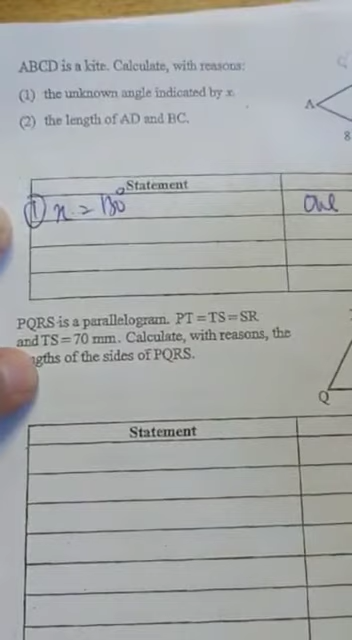 ABCD is a kite. Calculate, with reasons:
(1) the unknown angle indicated by x.
(2) the length of AD and BC.
A
8
Statement
① x = 130°
one
PQRS is a parallelogram. PT = TS = SR
and TS = 70 mm. Calculate, with reasons, the
gths of the sides of PQRS.
Q
Statement